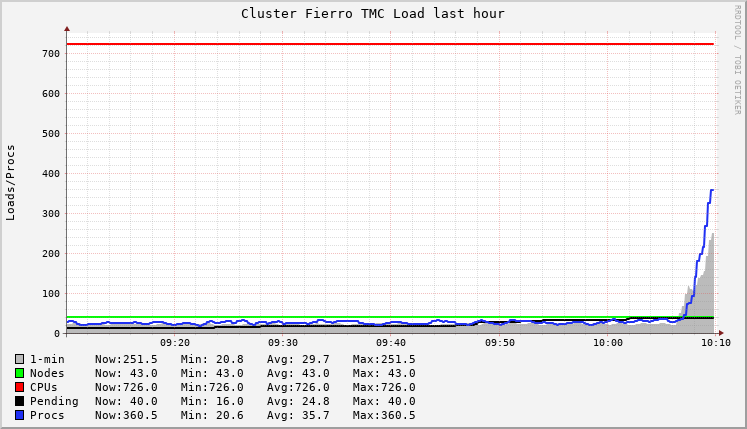 Cluster Fierro TMC Load last hour
RRDTOOL / TOBI OETIKER
Loads/Procs
700
600
500
400
300
200
100
0
09:20 09:30 09:40 09:50 10:00 10:10
1-min Now:251.5 Min: 20.8 Avg: 29.7 Max:251.5
Nodes Now: 43.0 Min: 43.0 Avg: 43.0 Max: 43.0
CPUs Now:726.0 Min:726.0 Avg:726.0 Max:726.0
Pending Now: 40.0 Min: 16.0 Avg: 24.8 Max: 40.0
Procs Now:360.5 Min: 20.6 Avg: 35.7 Max:360.5